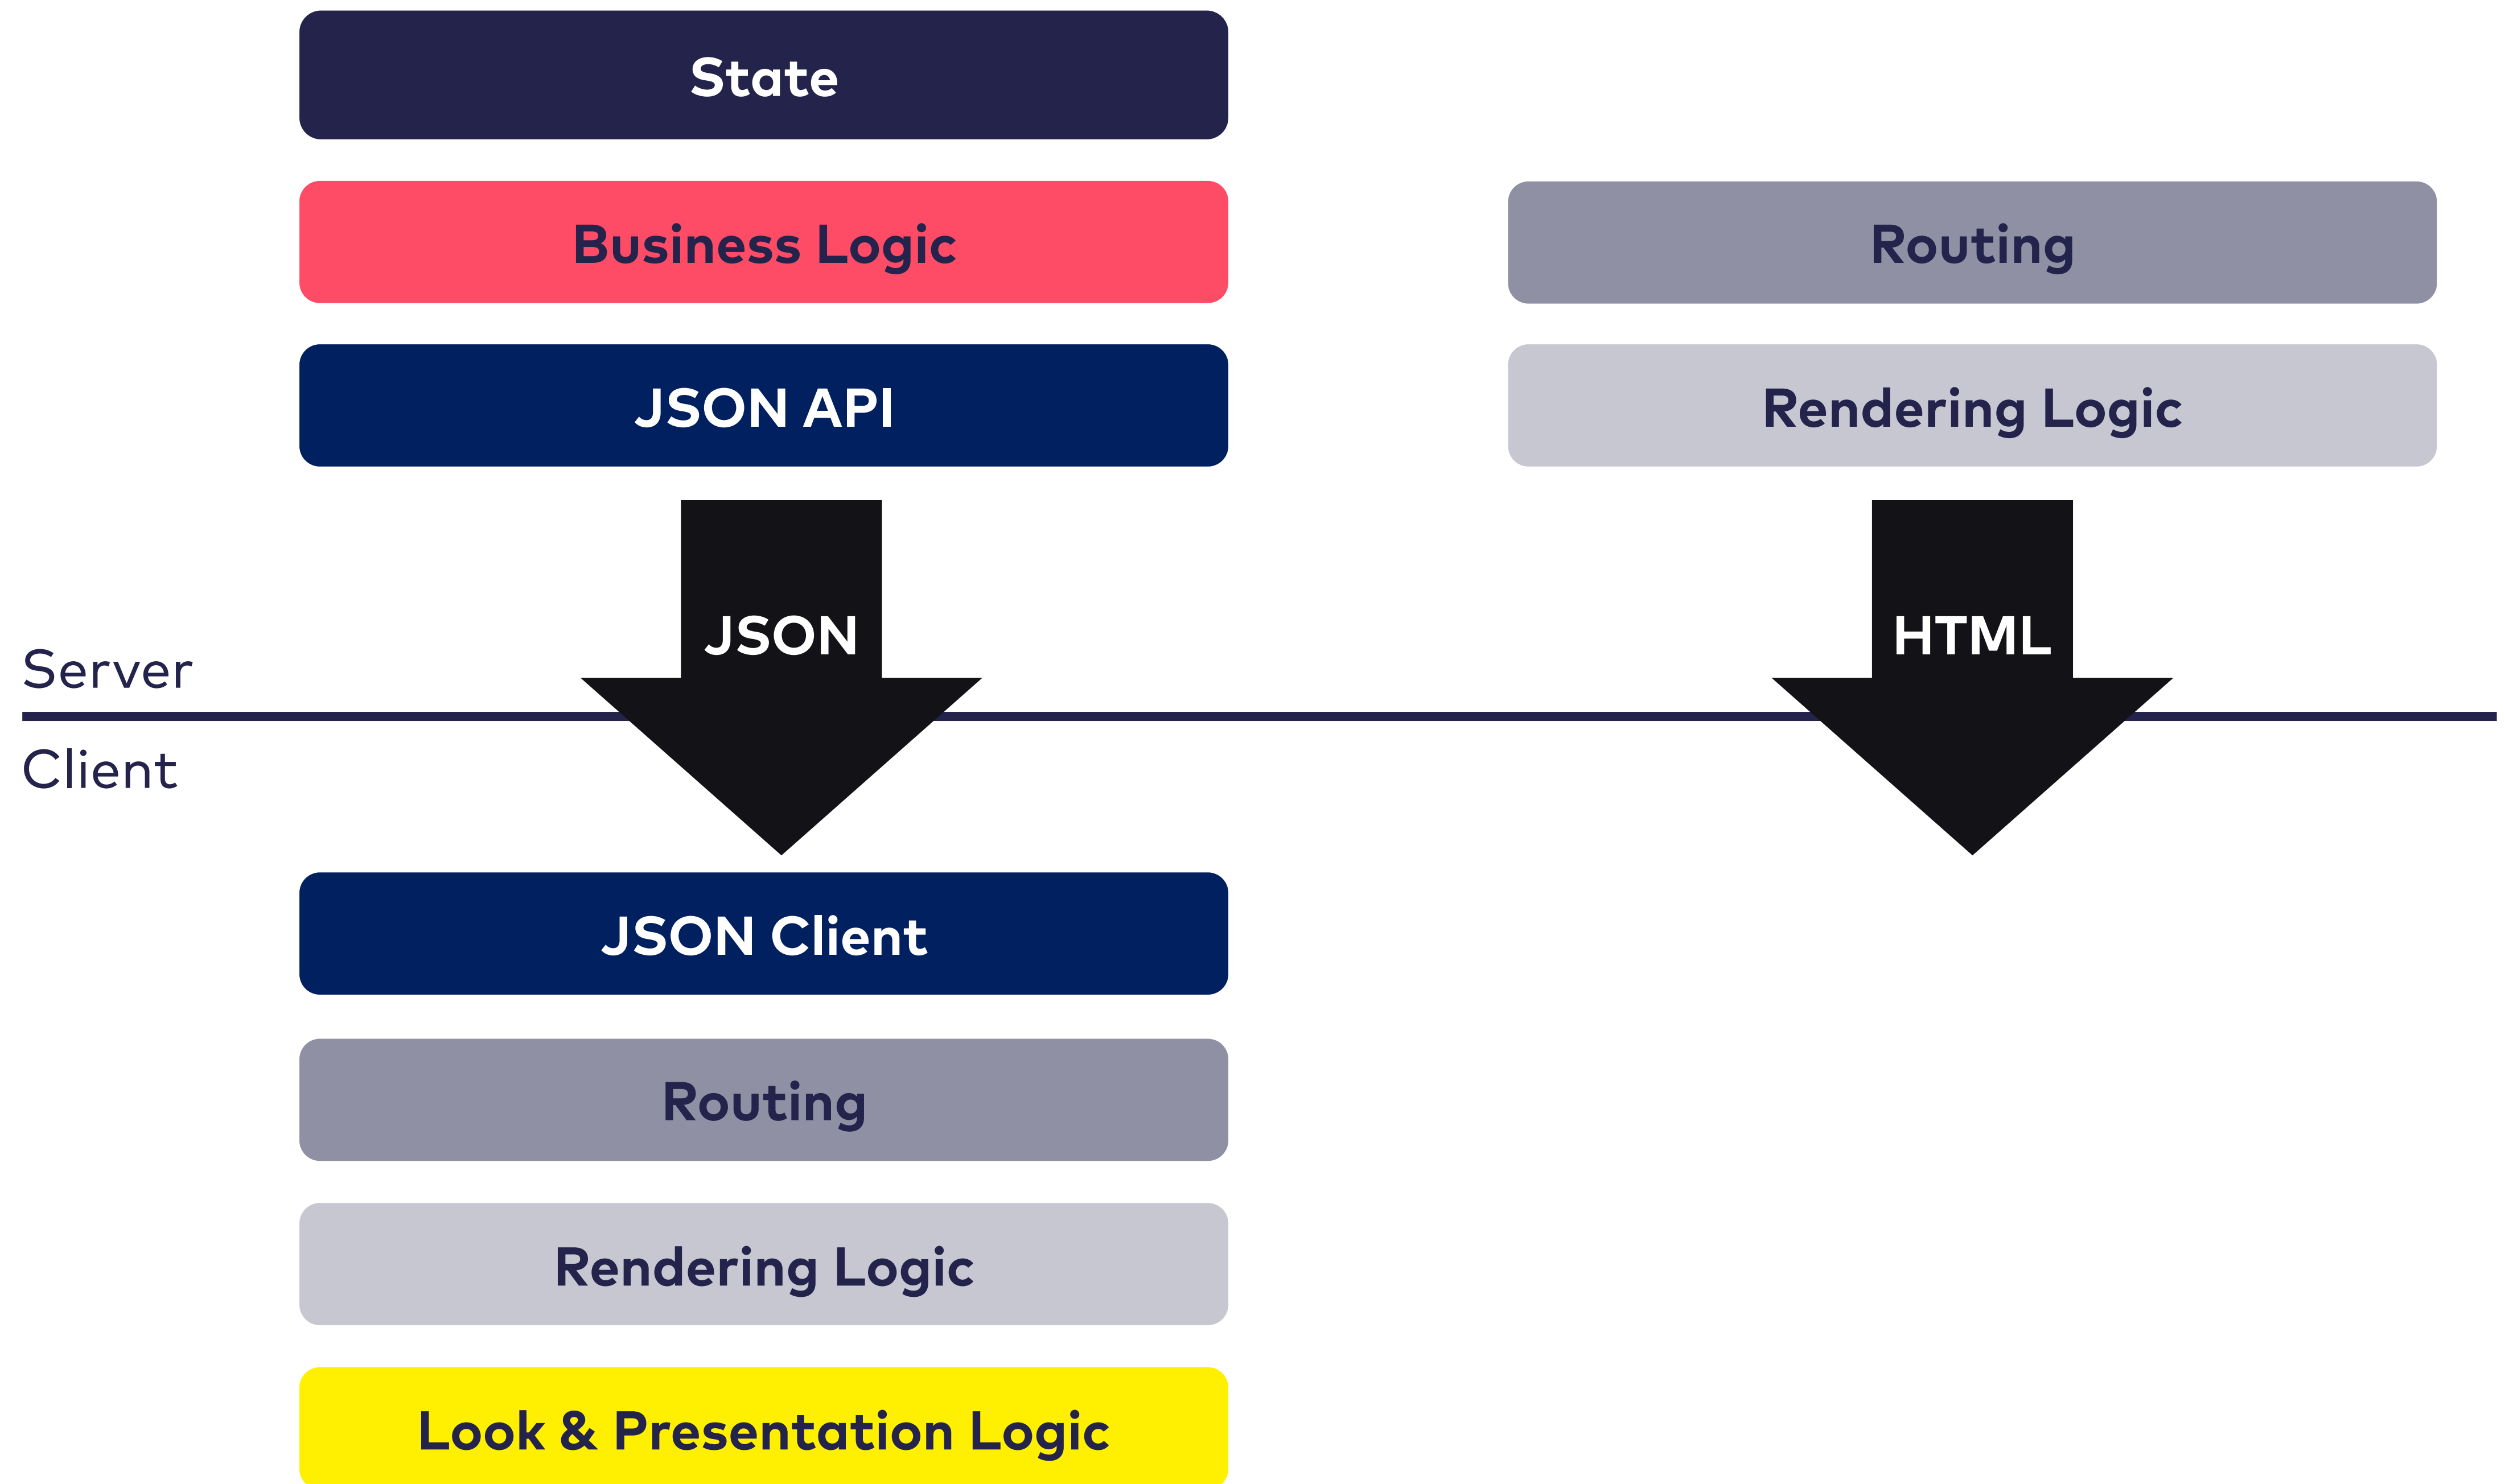 State
Business Logic
Routing
JSON API
Rendering Logic
JSON
HTML
Server
Client
JSON Client
Routing
Rendering Logic
Look & Presentation Logic